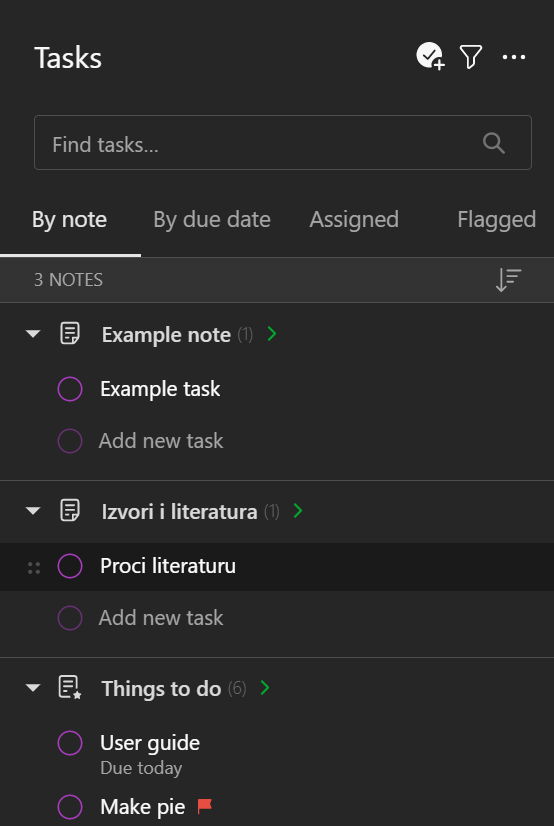 Tasks
Find tasks...
By note By due date Assigned Flagged
3 NOTES
Example note (1)
Example task
Add new task
Izvori i literatura (1)
Proci literaturu
Add new task
Things to do (6)
User guide
Due today
Make pie